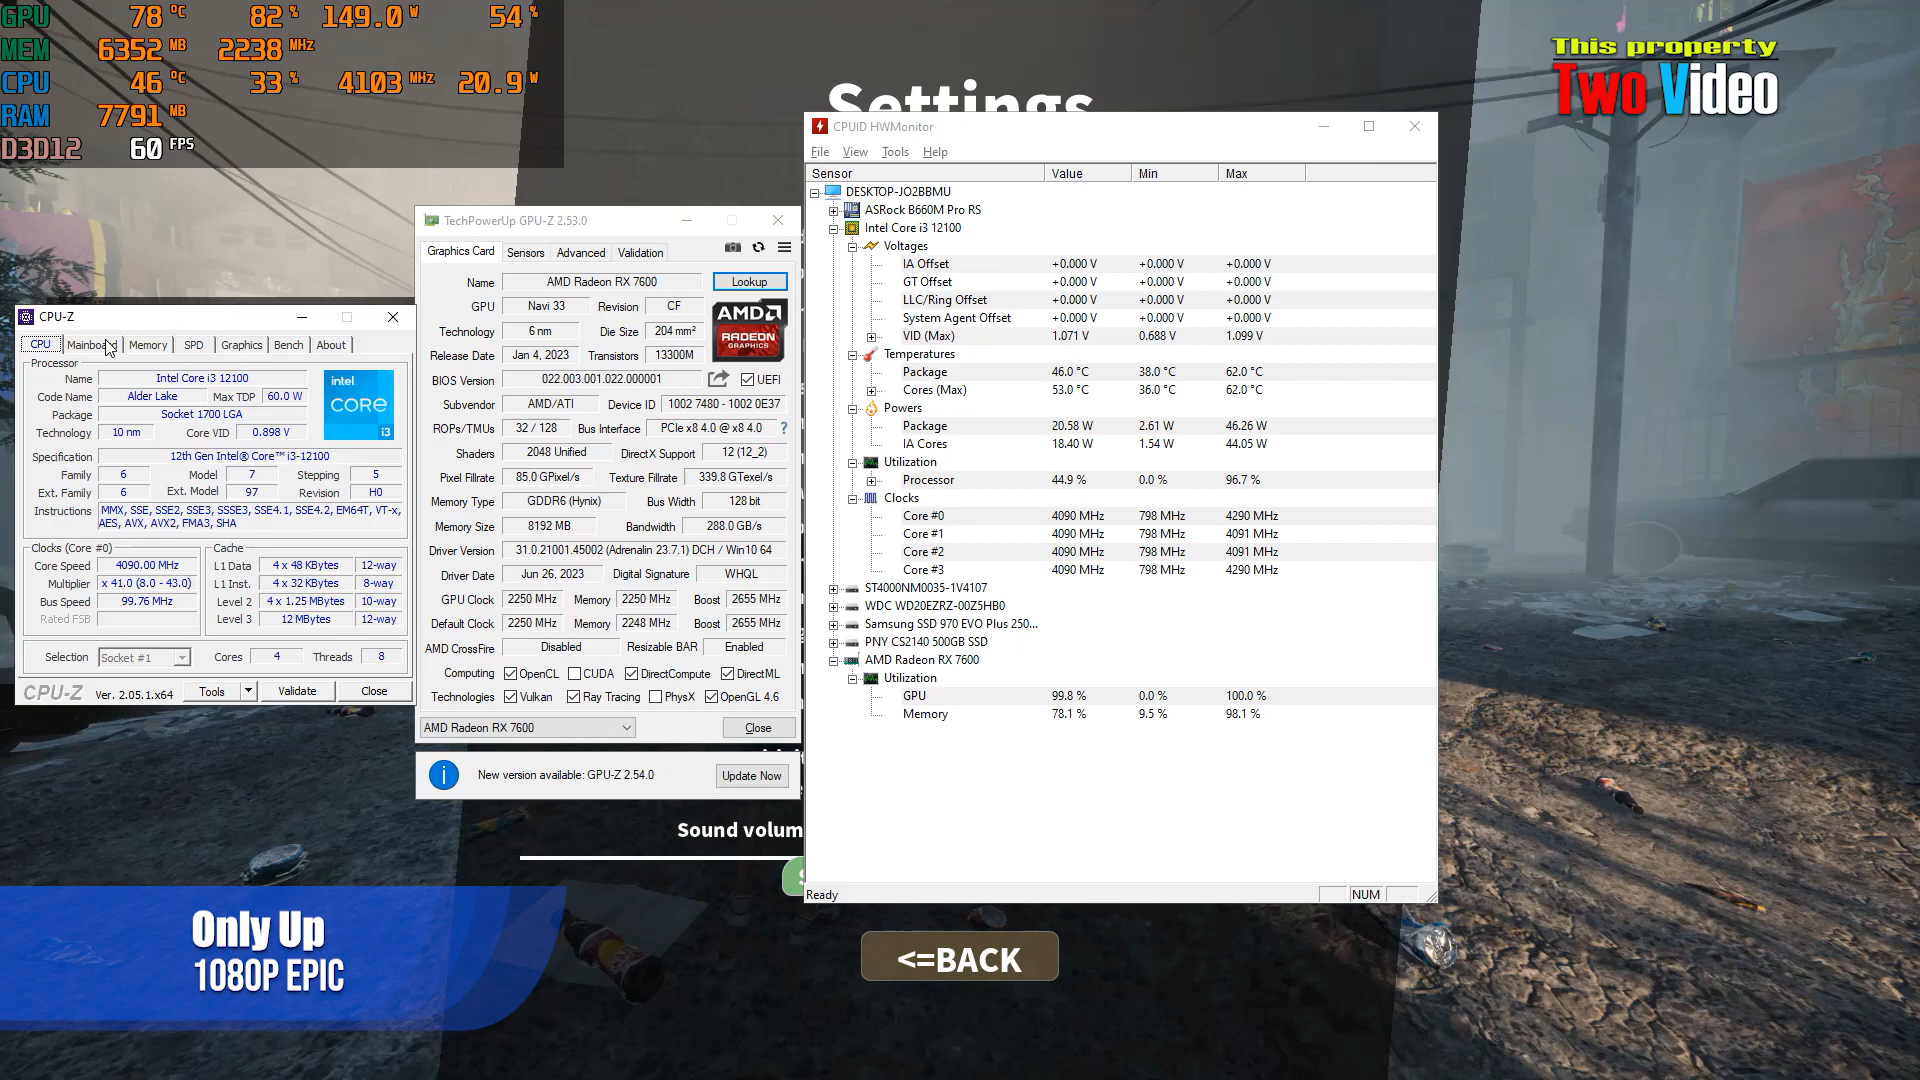 GPU 78 °C 82 % 149.0 W 54 %
MEM 6352 MB 2238 MHz
CPU 46 °C 33 % 4103 MHz 20.9 W
RAM 7791 MB
D3D12 60 FPS
This property
Two Video
Settings
CPU-Z
CPU Mainboard Memory SPD Graphics Bench About
Processor
Name Intel Core i3 12100
Code Name Alder Lake Max TDP 60.0 W
Package Socket 1700 LGA
Technology 10 nm Core VID 0.898 V
intel
CORE
i3
Specification 12th Gen Intel® Core™ i3-12100
Family 6 Model 7 Stepping 5
Ext. Family 6 Ext. Model 97 Revision H0
Instructions MMX, SSE, SSE2, SSE3, SSSE3, SSE4.1, SSE4.2, EM64T, VT-x,
AES, AVX, AVX2, FMA3, SHA
Clocks (Core #0)
Core Speed 4090.00 MHz
Multiplier x 41.0 (8.0 - 43.0)
Bus Speed 99.76 MHz
Rated FSB
Cache
L1 Data 4 x 48 KBytes 12-way
L1 Inst. 4 x 32 KBytes 8-way
Level 2 4 x 1.25 MBytes 10-way
Level 3 12 MBytes 12-way
Selection Socket #1 Cores 4 Threads 8
CPU-Z Ver. 2.05.1.x64 Tools Validate Close
TechPowerUp GPU-Z 2.53.0
Graphics Card Sensors Advanced Validation
Name AMD Radeon RX 7600 Lookup
GPU Navi 33 Revision CF
Technology 6 nm Die Size 204 mm²
Release Date Jan 4, 2023 Transistors 13300M
AMD
RADEON
GRAPHICS
BIOS Version 022.003.001.022.000001 UEFI
Subvendor AMD/ATI Device ID 1002 7480 - 1002 0E37
ROPs/TMUs 32 / 128 Bus Interface PCIe x8 4.0 @ x8 4.0 ?
Shaders 2048 Unified DirectX Support 12 (12_2)
Pixel Fillrate 85.0 GPixel/s Texture Fillrate 339.8 GTexel/s
Memory Type GDDR6 (Hynix) Bus Width 128 bit
Memory Size 8192 MB Bandwidth 288.0 GB/s
Driver Version 31.0.21001.45002 (Adrenalin 23.7.1) DCH / Win10 64
Driver Date Jun 26, 2023 Digital Signature WHQL
GPU Clock 2250 MHz Memory 2250 MHz Boost 2655 MHz
Default Clock 2250 MHz Memory 2248 MHz Boost 2655 MHz
AMD CrossFire Disabled Resizable BAR Enabled
Computing OpenCL CUDA DirectCompute DirectML
Technologies Vulkan Ray Tracing PhysX OpenGL 4.6
AMD Radeon RX 7600 Close
New version available: GPU-Z 2.54.0 Update Now
CPUID HWMonitor
File View Tools Help
Sensor Value Min Max
DESKTOP-JO2BBMU
ASRock B660M Pro RS
Intel Core i3 12100
Voltages
IA Offset +0.000 V +0.000 V +0.000 V
GT Offset +0.000 V +0.000 V +0.000 V
LLC/Ring Offset +0.000 V +0.000 V +0.000 V
System Agent Offset +0.000 V +0.000 V +0.000 V
VID (Max) 1.071 V 0.688 V 1.099 V
Temperatures
Package 46.0 °C 38.0 °C 62.0 °C
Cores (Max) 53.0 °C 36.0 °C 62.0 °C
Powers
Package 20.58 W 2.61 W 46.26 W
IA Cores 18.40 W 1.54 W 44.05 W
Utilization
Processor 44.9 % 0.0 % 96.7 %
Clocks
Core #0 4090 MHz 798 MHz 4290 MHz
Core #1 4090 MHz 798 MHz 4091 MHz
Core #2 4090 MHz 798 MHz 4091 MHz
Core #3 4090 MHz 798 MHz 4290 MHz
ST4000NM0035-1V4107
WDC WD20EZRZ-00Z5HB0
Samsung SSD 970 EVO Plus 250...
PNY CS2140 500GB SSD
AMD Radeon RX 7600
Utilization
GPU 99.8 % 0.0 % 100.0 %
Memory 78.1 % 9.5 % 98.1 %
Ready NUM
Sound volum
Only Up
1080P EPIC
<=BACK